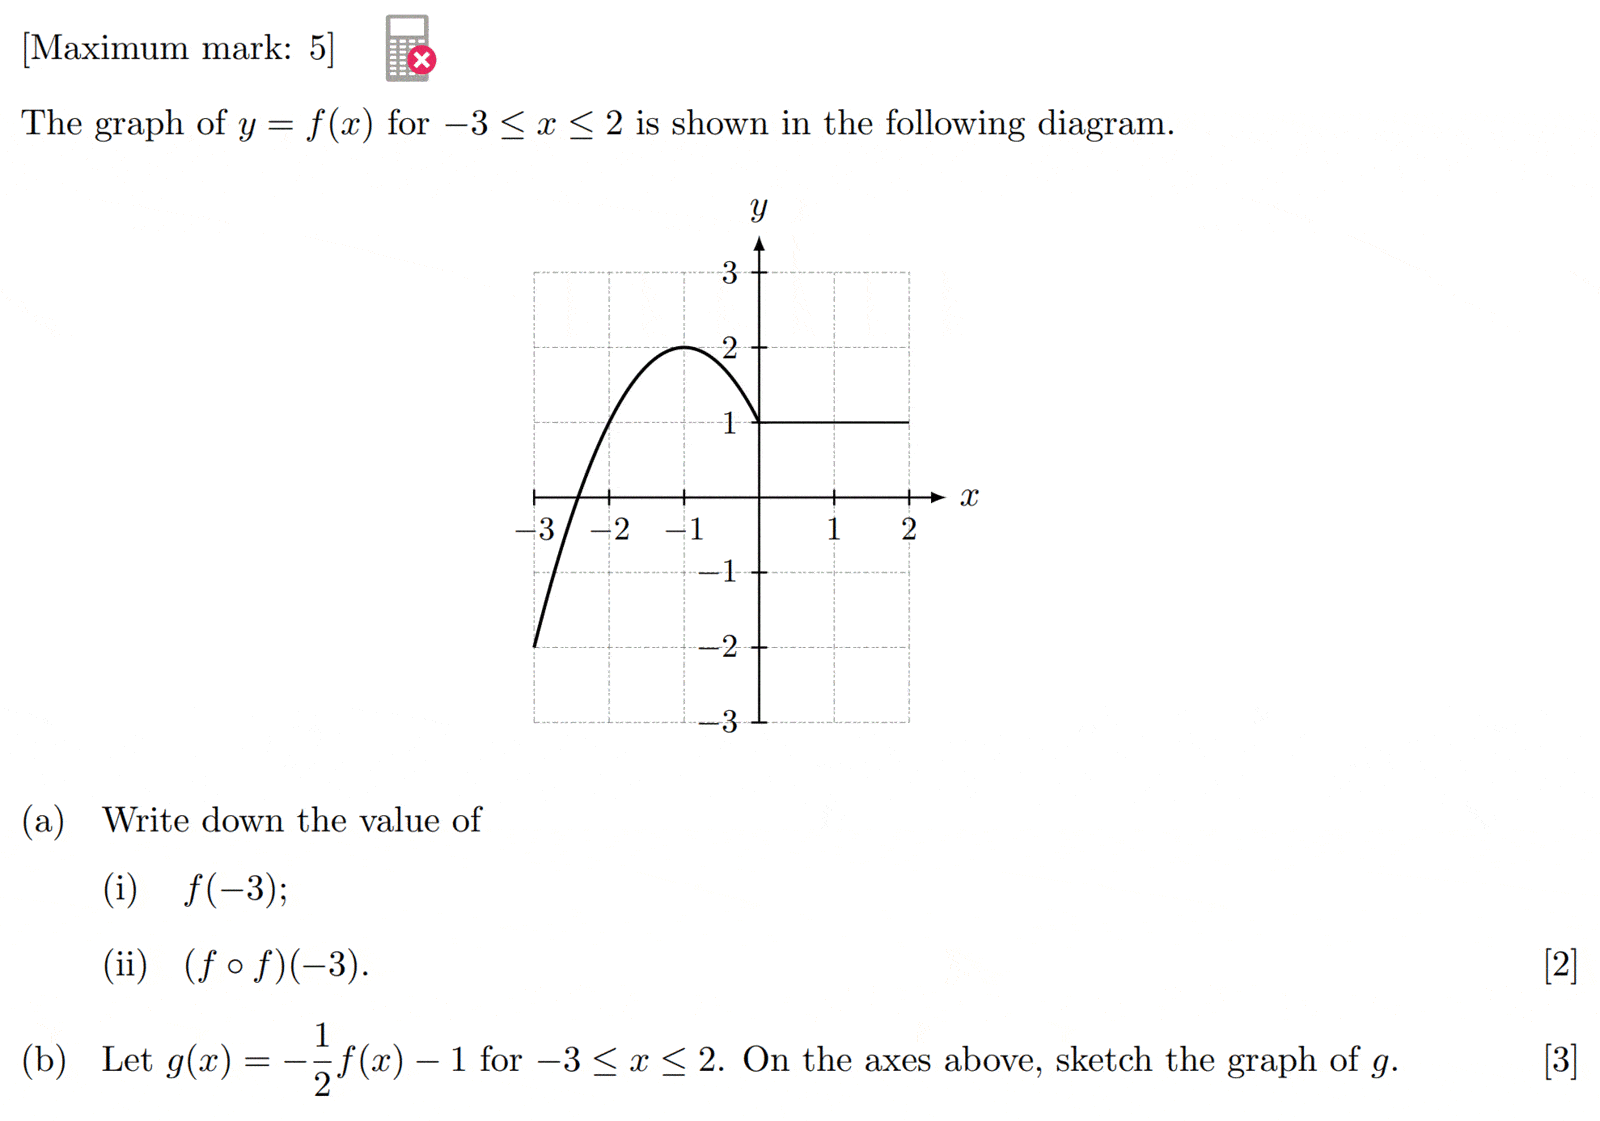 [Maximum mark: 5]
The graph of y = f(x) for −3 ≤ x ≤ 2 is shown in the following diagram.
y
3
2
1
x
−3 −2 −1 1 2
−1
−2
−3
(a) Write down the value of
(i) f(−3);
(ii) (f ∘ f)(−3). [2]
(b) Let g(x) = −1/2 f(x) − 1 for −3 ≤ x ≤ 2. On the axes above, sketch the graph of g. [3]